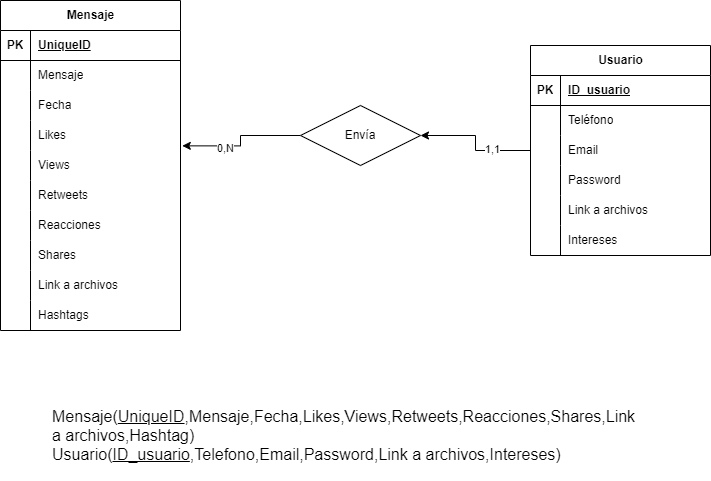 Mensaje
PK UniqueID
Mensaje
Fecha
Likes
Views
Retweets
Reacciones
Shares
Link a archivos
Hashtags
0,N
Envía
1,1
Usuario
PK ID_usuario
Teléfono
Email
Password
Link a archivos
Intereses
Mensaje(UniqueID,Mensaje,Fecha,Likes,Views,Retweets,Reacciones,Shares,Link
a archivos,Hashtag)
Usuario(ID_usuario,Telefono,Email,Password,Link a archivos,Intereses)